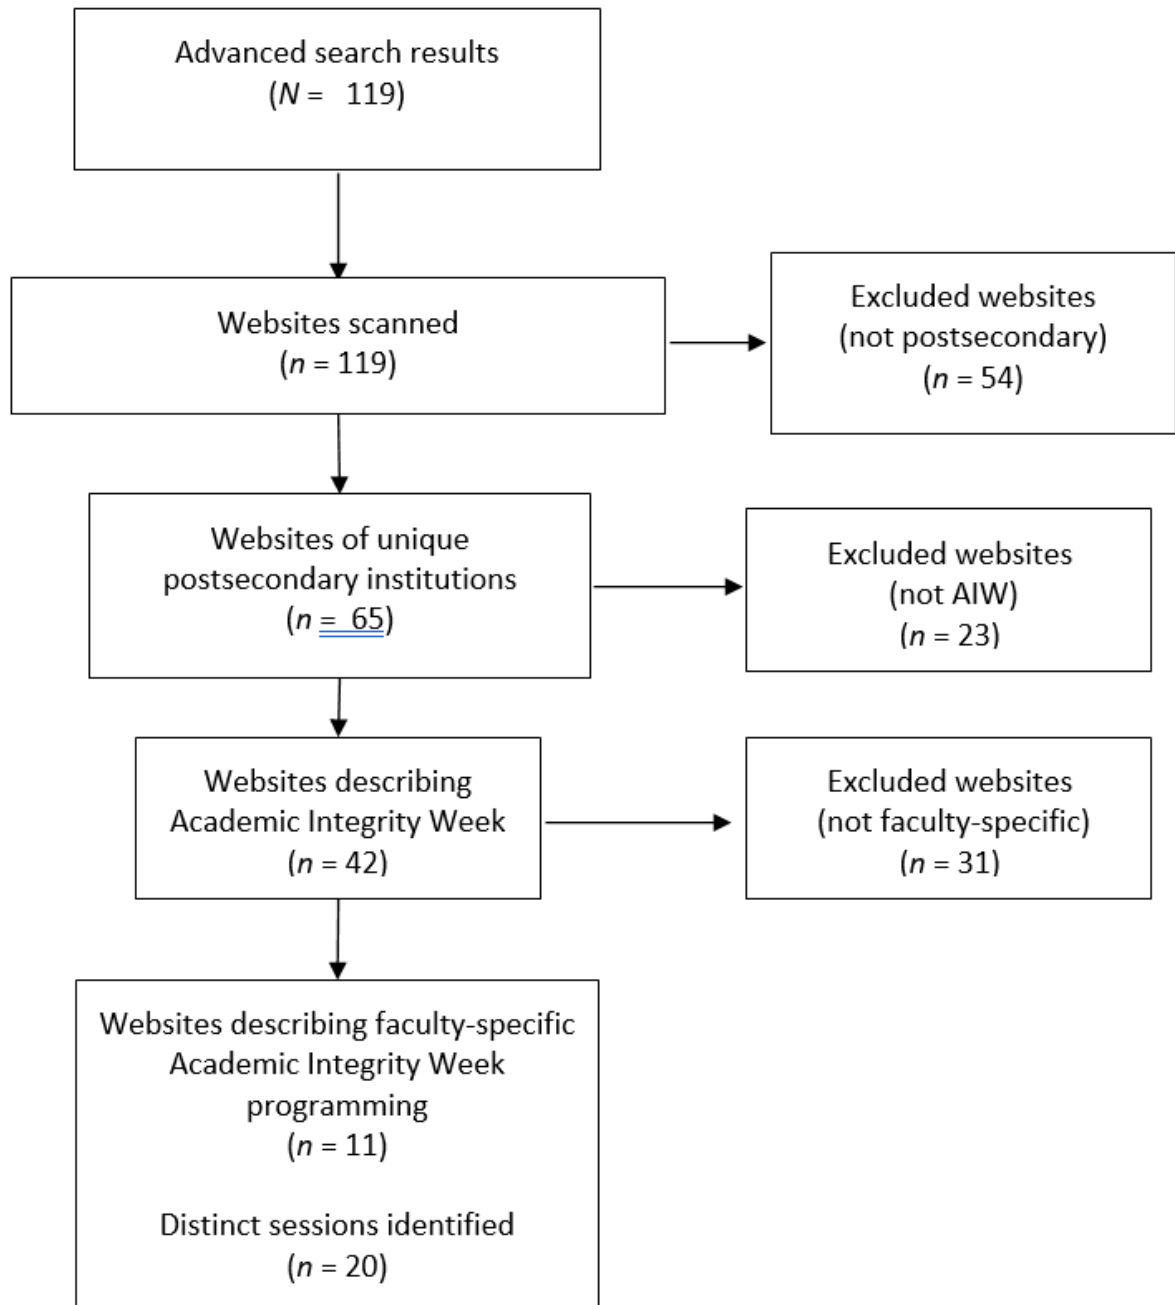 Advanced search results
(N =   119)
Websites scanned
(n = 119)
Excluded websites
(not postsecondary)
(n = 54)
Websites of unique
postsecondary institutions
(n =  65)
Excluded websites
(not AIW)
(n = 23)
Websites describing
Academic Integrity Week
(n = 42)
Excluded websites
(not faculty-specific)
(n = 31)
Websites describing faculty-specific
Academic Integrity Week
programming
(n = 11)
Distinct sessions identified
(n = 20)